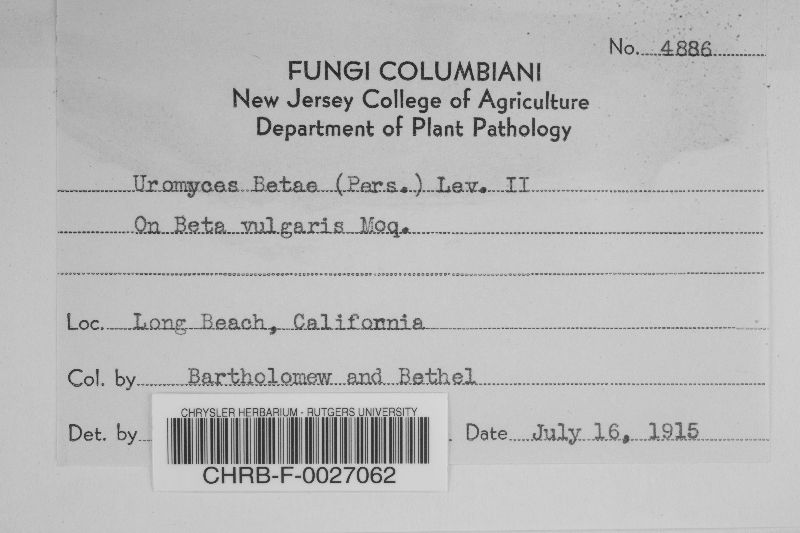 No. 4886
FUNGI COLUMBIANI
New Jersey College of Agriculture
Department of Plant Pathology
Uromyces Betae (Pers.) Lev. II
On Beta vulgaris Moq.
Loc. Long Beach, California
Col. by Bartholomew and Bethel
Det. by Date July 16, 1915
CHRYSLER HERBARIUM - RUTGERS UNIVERSITY
CHRB-F-0027062